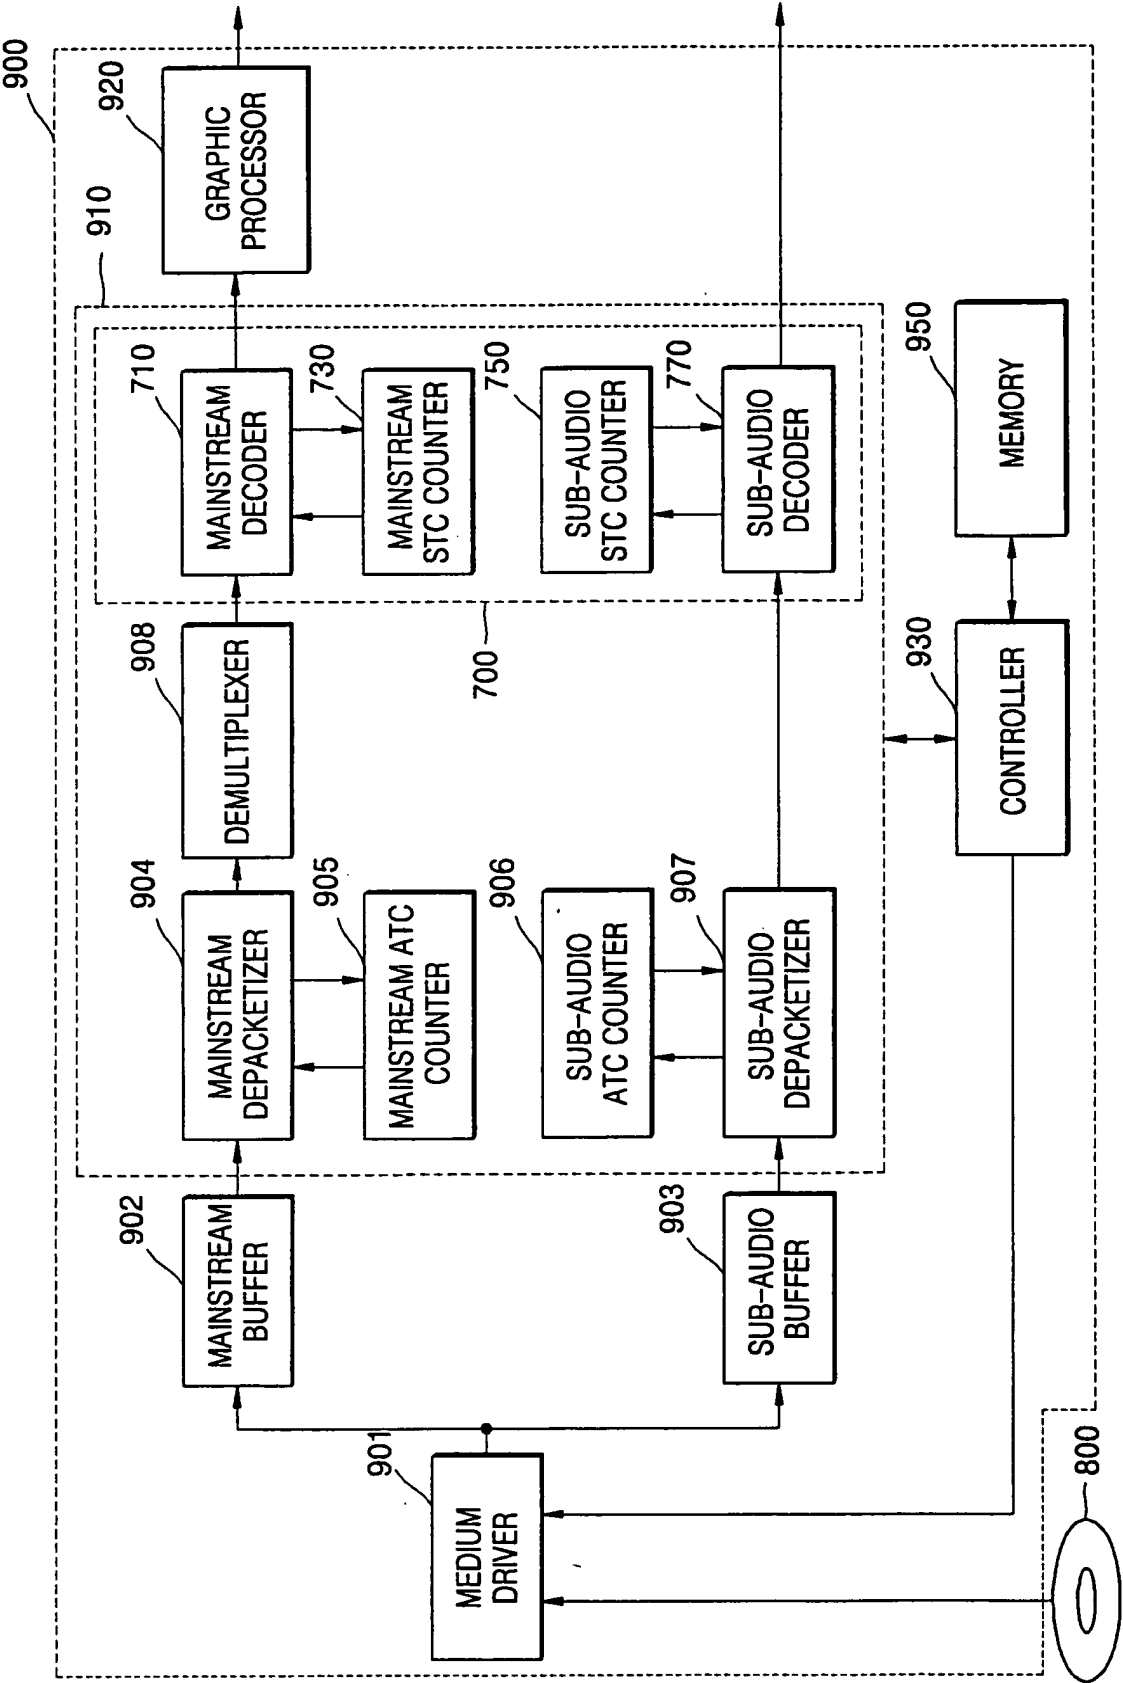 900
910
920
GRAPHIC
PROCESSOR
902
MAINSTREAM
BUFFER
904
MAINSTREAM
DEPACKETIZER
908
DEMULTIPLEXER
710
MAINSTREAM
DECODER
905
MAINSTREAM ATC
COUNTER
730
MAINSTREAM
STC COUNTER
901
MEDIUM
DRIVER
700
906
SUB-AUDIO
ATC COUNTER
750
SUB-AUDIO
STC COUNTER
903
SUB-AUDIO
BUFFER
907
SUB-AUDIO
DEPACKETIZER
770
SUB-AUDIO
DECODER
930
CONTROLLER
950
MEMORY
800